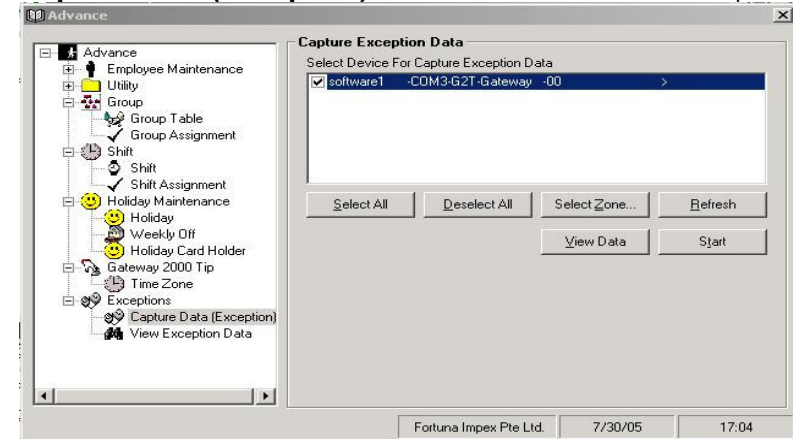 Advance
Advance
Employee Maintenance
Utility
Group
Group Table
Group Assignment
Shift
Shift
Shift Assignment
Holiday Maintenance
Holiday
Weekly Off
Holiday Card Holder
Gateway 2000 Tip
Time Zone
Exceptions
Capture Data (Exception)
View Exception Data
Capture Exception Data
Select Device For Capture Exception Data
software1 -COM3-G2T-Gateway -00 >
Select All Deselect All Select Zone... Refresh
View Data Start
Fortuna Impex Pte Ltd. 7/30/05 17:04